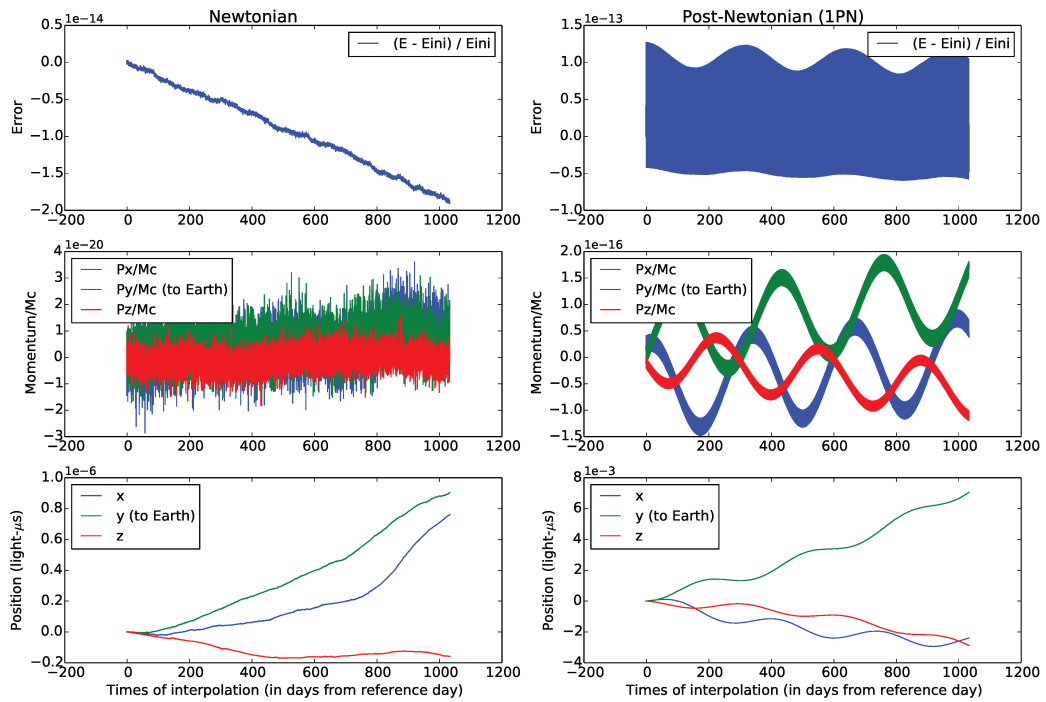 Newtonian
1e−14
0.5
0.0
−0.5
−1.0
−1.5
−2.0
Error
(E - Eini) / Eini
−200 0 200 400 600 800 1000 1200
Post-Newtonian (1PN)
1e−13
1.5
1.0
0.5
0.0
−0.5
−1.0
Error
(E - Eini) / Eini
−200 0 200 400 600 800 1000 1200
1e−20
4
3
2
1
0
−1
−2
−3
Momentum/Mc
Px/Mc
Py/Mc (to Earth)
Pz/Mc
−200 0 200 400 600 800 1000 1200
1e−16
2.0
1.5
1.0
0.5
0.0
−0.5
−1.0
−1.5
Momentum/Mc
Px/Mc
Py/Mc (to Earth)
Pz/Mc
−200 0 200 400 600 800 1000 1200
1e−6
1.0
0.8
0.6
0.4
0.2
0.0
−0.2
Position (light-μs)
x
y (to Earth)
z
−200 0 200 400 600 800 1000 1200
Times of interpolation (in days from reference day)
1e−3
8
6
4
2
0
−2
−4
Position (light-μs)
x
y (to Earth)
z
−200 0 200 400 600 800 1000 1200
Times of interpolation (in days from reference day)